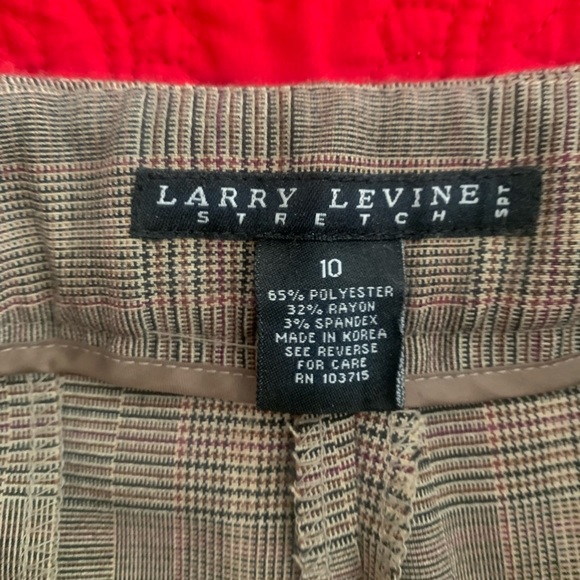 LARRY LEVINE
STRETCH
SPT
10
65% POLYESTER
32% RAYON
3% SPANDEX
MADE IN KOREA
SEE REVERSE
FOR CARE
RN 103715